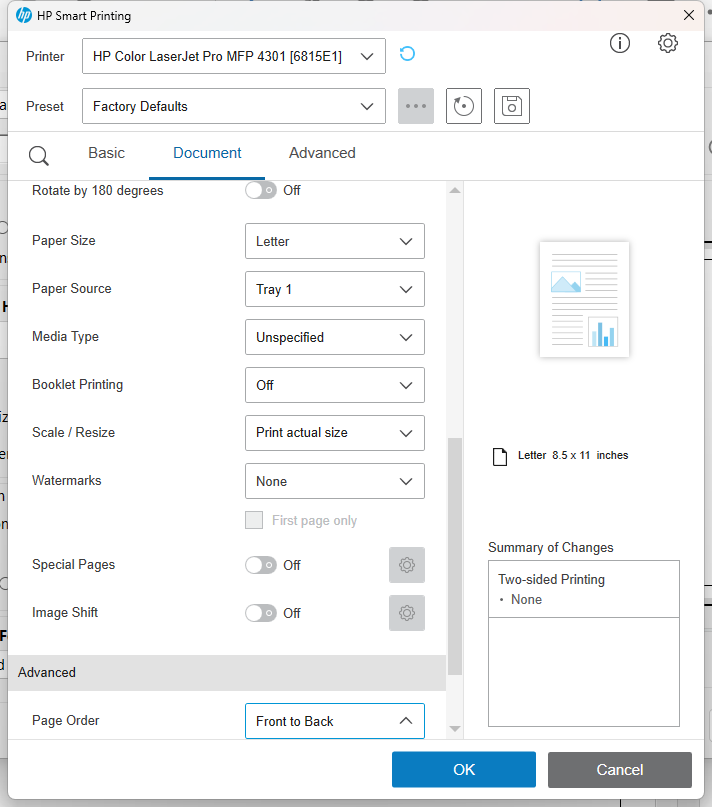 HP Smart Printing
Printer HP Color LaserJet Pro MFP 4301 [6815E1]
Preset Factory Defaults
Basic Document Advanced
Rotate by 180 degrees Off
Paper Size Letter
Paper Source Tray 1
Media Type Unspecified
Booklet Printing Off
Scale / Resize Print actual size
Watermarks None
First page only
Special Pages Off
Image Shift Off
Advanced
Page Order Front to Back
Letter 8.5 x 11 inches
Summary of Changes
Two-sided Printing
• None
OK Cancel